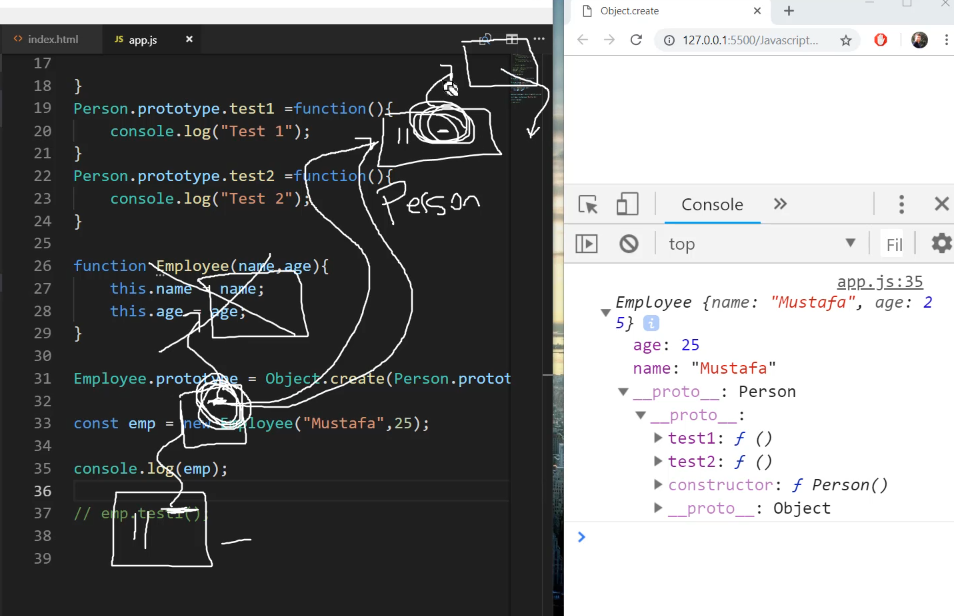 index.html
JS app.js
Object.create
127.0.0.1:5500/Javascript...
17
18 }
19 Person.prototype.test1 =function(){
20 console.log("Test 1");
21 }
22 Person.prototype.test2 =function(){
23 console.log("Test 2");
24 }
25
26 function Employee(name,age){
27 this.name = name;
28 this.age = age;
29 }
30
31 Employee.prototype = Object.create(Person.protot
32
33 const emp = new Employee("Mustafa",25);
34
35 console.log(emp);
36
37 // emp.test1();
38
39
Person
Console
top
Fil
app.js:35
Employee {name: "Mustafa", age: 2
5}
age: 25
name: "Mustafa"
__proto__: Person
__proto__:
test1: ƒ ()
test2: ƒ ()
constructor: ƒ Person()
__proto__: Object